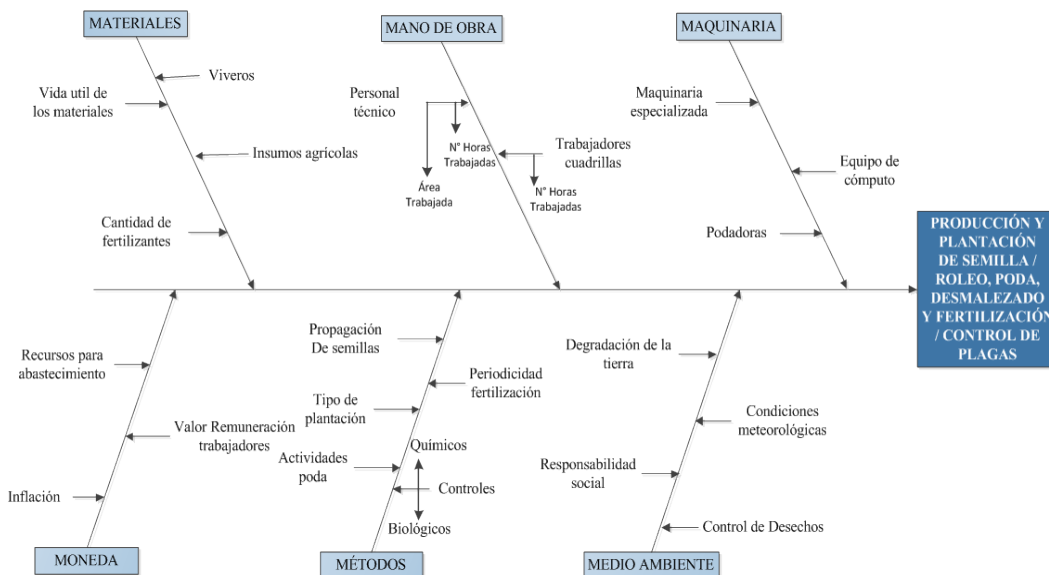 MATERIALES
MANO DE OBRA
MAQUINARIA
Viveros
Vida util de
los materiales
Insumos agrícolas
Cantidad de
fertilizantes
Personal
técnico
N° Horas
Trabajadas
Área
Trabajada
Trabajadores
cuadrillas
N° Horas
Trabajadas
Maquinaria
especializada
Equipo de
cómputo
Podadoras
PRODUCCIÓN Y
PLANTACIÓN
DE SEMILLA /
ROLEO, PODA,
DESMALEZADO
Y FERTILIZACIÓN
/ CONTROL DE
PLAGAS
Recursos para
abastecimiento
Valor Remuneración
trabajadores
Inflación
Propagación
De semillas
Periodicidad
fertilización
Tipo de
plantación
Actividades
poda
Químicos
Controles
Biológicos
Degradación de la
tierra
Condiciones
meteorológicas
Responsabilidad
social
Control de Desechos
MONEDA
MÉTODOS
MEDIO AMBIENTE